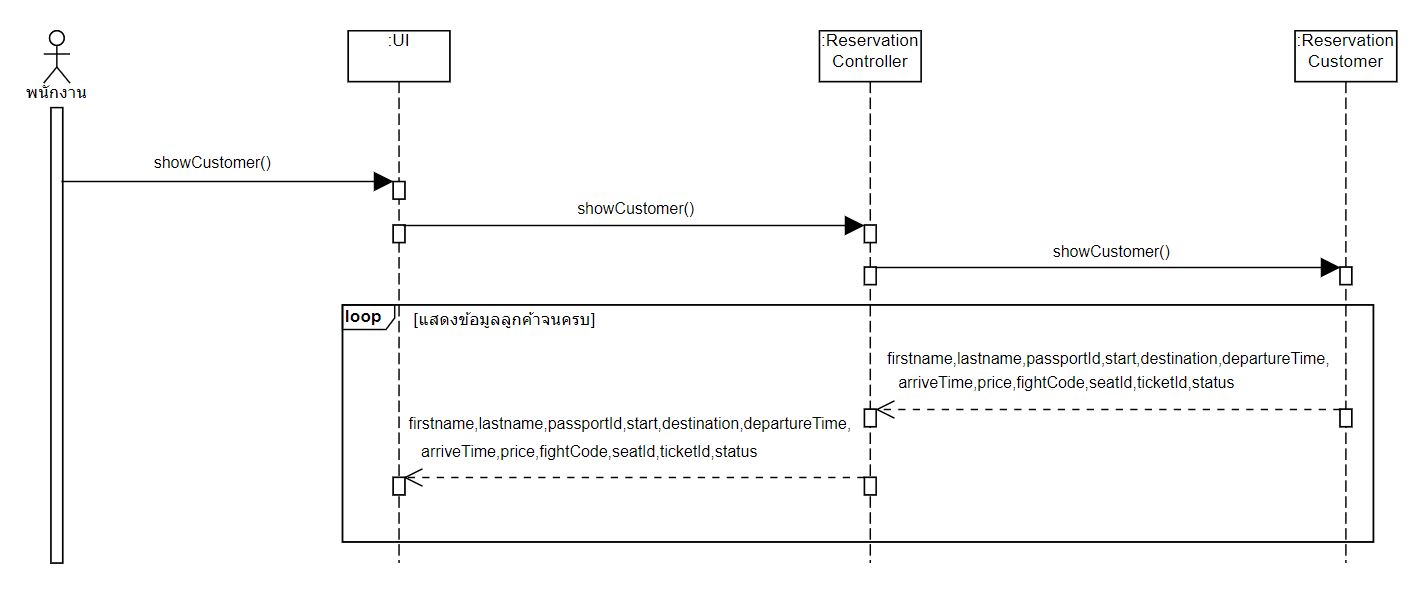 :UI
:Reservation
Controller
:Reservation
Customer
พนักงาน
showCustomer()
showCustomer()
showCustomer()
loop
[แสดงข้อมูลลูกค้าจนครบ]
firstname,lastname,passportId,start,destination,departureTime,
arriveTime,price,fightCode,seatId,ticketId,status
firstname,lastname,passportId,start,destination,departureTime,
arriveTime,price,fightCode,seatId,ticketId,status